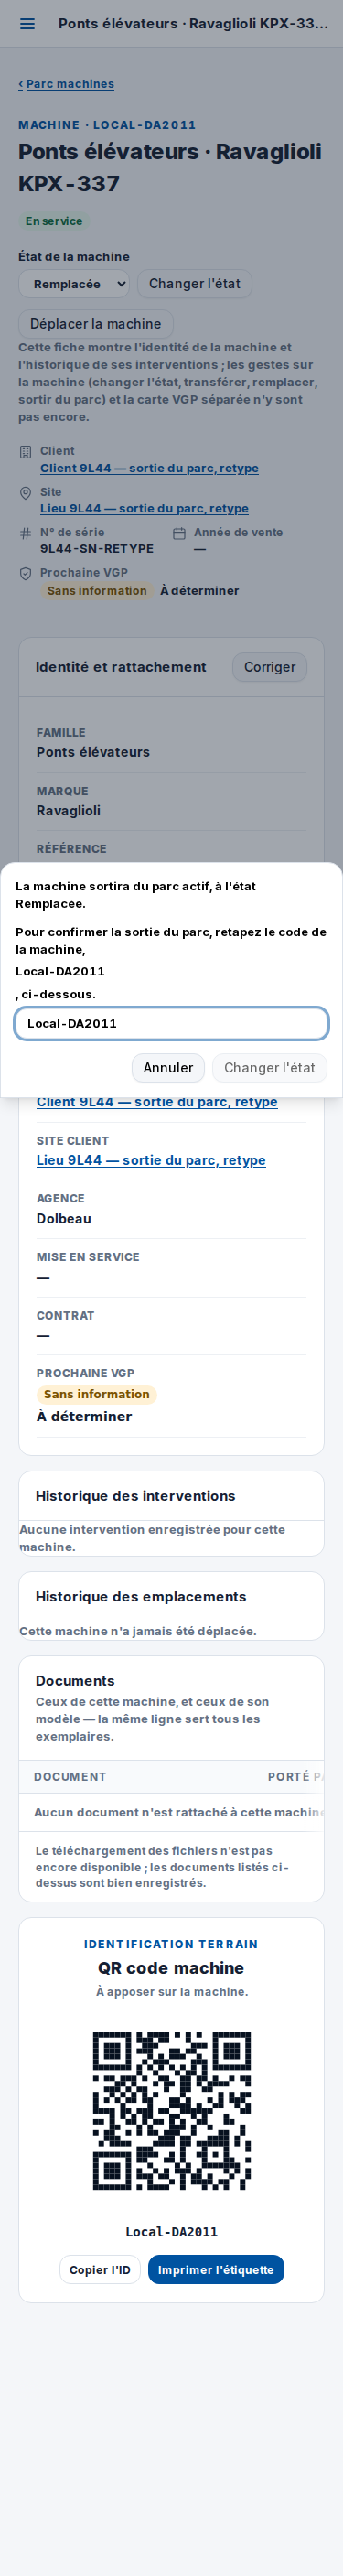 Ponts élévateurs · Ravaglioli KPX-33…
‹ Parc machines
MACHINE · LOCAL-DA2011
Ponts élévateurs · Ravaglioli
KPX-337
En service
État de la machine
Remplacée
Changer l'état
Déplacer la machine
Cette fiche montre l'identité de la machine et
l'historique de ses interventions ; les gestes sur
la machine (changer l'état, transférer, remplacer,
sortir du parc) et la carte VGP séparée n'y sont
pas encore.
Client
Client 9L44 — sortie du parc, retype
Site
Lieu 9L44 — sortie du parc, retype
N° de série
9L44-SN-RETYPE
Année de vente
—
Prochaine VGP
Sans information À déterminer
Identité et rattachement
Corriger
FAMILLE
Ponts élévateurs
MARQUE
Ravaglioli
RÉFÉRENCE
La machine sortira du parc actif, à l'état
Remplacée.
Pour confirmer la sortie du parc, retapez le code de
la machine,
Local-DA2011
, ci-dessous.
Local-DA2011
Annuler
Changer l'état
Client 9L44 — sortie du parc, retype
SITE CLIENT
Lieu 9L44 — sortie du parc, retype
AGENCE
Dolbeau
MISE EN SERVICE
—
CONTRAT
—
PROCHAINE VGP
Sans information
À déterminer
Historique des interventions
Aucune intervention enregistrée pour cette
machine.
Historique des emplacements
Cette machine n'a jamais été déplacée.
Documents
Ceux de cette machine, et ceux de son
modèle — la même ligne sert tous les
exemplaires.
DOCUMENT
PORTÉ PA
Aucun document n'est rattaché à cette machine
Le téléchargement des fichiers n'est pas
encore disponible ; les documents listés ci-
dessus sont bien enregistrés.
IDENTIFICATION TERRAIN
QR code machine
À apposer sur la machine.
Local-DA2011
Copier l'ID
Imprimer l'étiquette